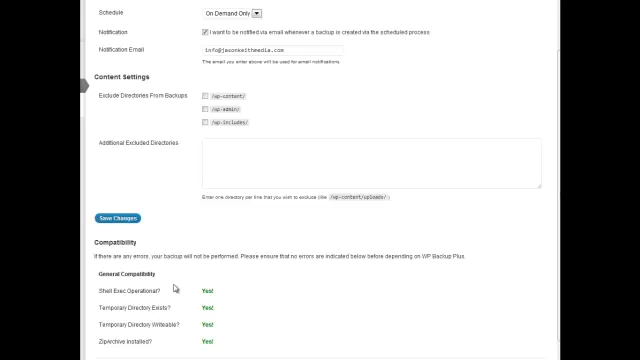 Schedule On Demand Only
Notification I want to be notified via email whenever a backup is created via the scheduled process
Notification Email info@jasonkeithmedia.com
The email you enter above will be used for email notifications.
Content Settings
Exclude Directories From Backups /wp-content/
/wp-admin/
/wp-includes/
Additional Excluded Directories
Enter one directory per line that you wish to exclude (like /wp-content/uploads/ )
Save Changes
Compatibility
If there are any errors, your backup will not be performed. Please ensure that no errors are indicated below before depending on WP Backup Plus.
General Compatibility
Shell Exec Operational? Yes!
Temporary Directory Exists? Yes!
Temporary Directory Writeable? Yes!
ZipArchive Installed? Yes!